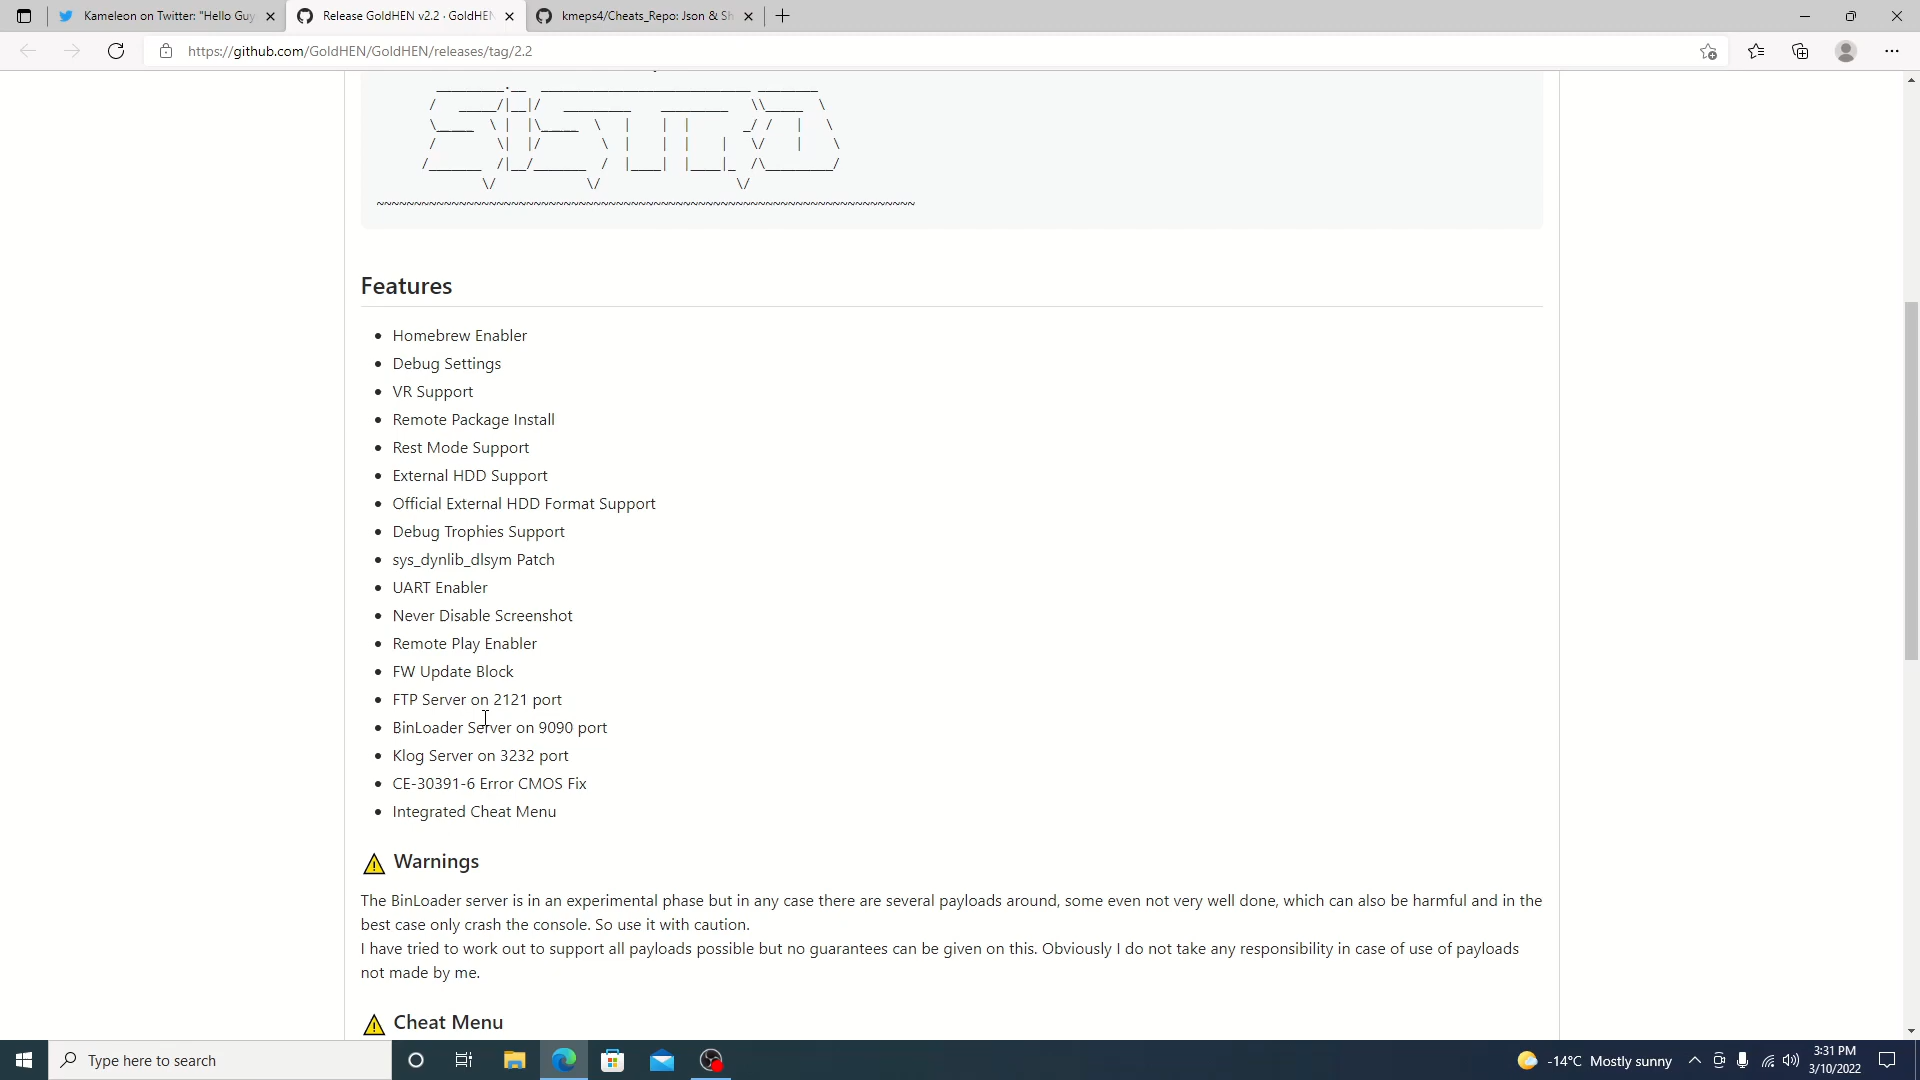 Kameleon on Twitter: "Hello Guy
Release GoldHEN v2.2 · GoldHEN
kmeps4/Cheats_Repo: Json & Sh
https://github.com/GoldHEN/GoldHEN/releases/tag/2.2
Features
Homebrew Enabler
Debug Settings
VR Support
Remote Package Install
Rest Mode Support
External HDD Support
Official External HDD Format Support
Debug Trophies Support
sys_dynlib_dlsym Patch
UART Enabler
Never Disable Screenshot
Remote Play Enabler
FW Update Block
FTP Server on 2121 port
BinLoader Server on 9090 port
Klog Server on 3232 port
CE-30391-6 Error CMOS Fix
Integrated Cheat Menu
Warnings
The BinLoader server is in an experimental phase but in any case there are several payloads around, some even not very well done, which can also be harmful and in the
best case only crash the console. So use it with caution.
I have tried to work out to support all payloads possible but no guarantees can be given on this. Obviously I do not take any responsibility in case of use of payloads
not made by me.
Cheat Menu
Type here to search
-14°C Mostly sunny
3:31 PM
3/10/2022